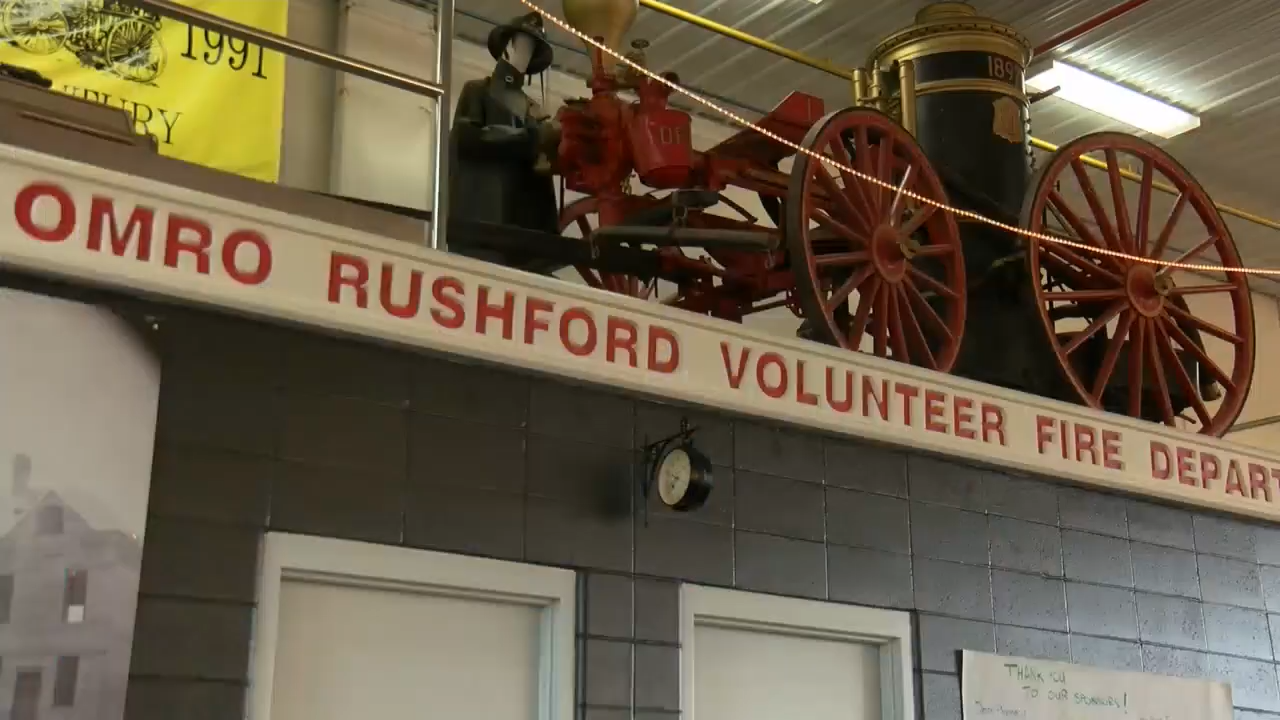 1991
OMRO RUSHFORD VOLUNTEER FIRE DEPART
THANK YOU
TO OUR SPONSORS!